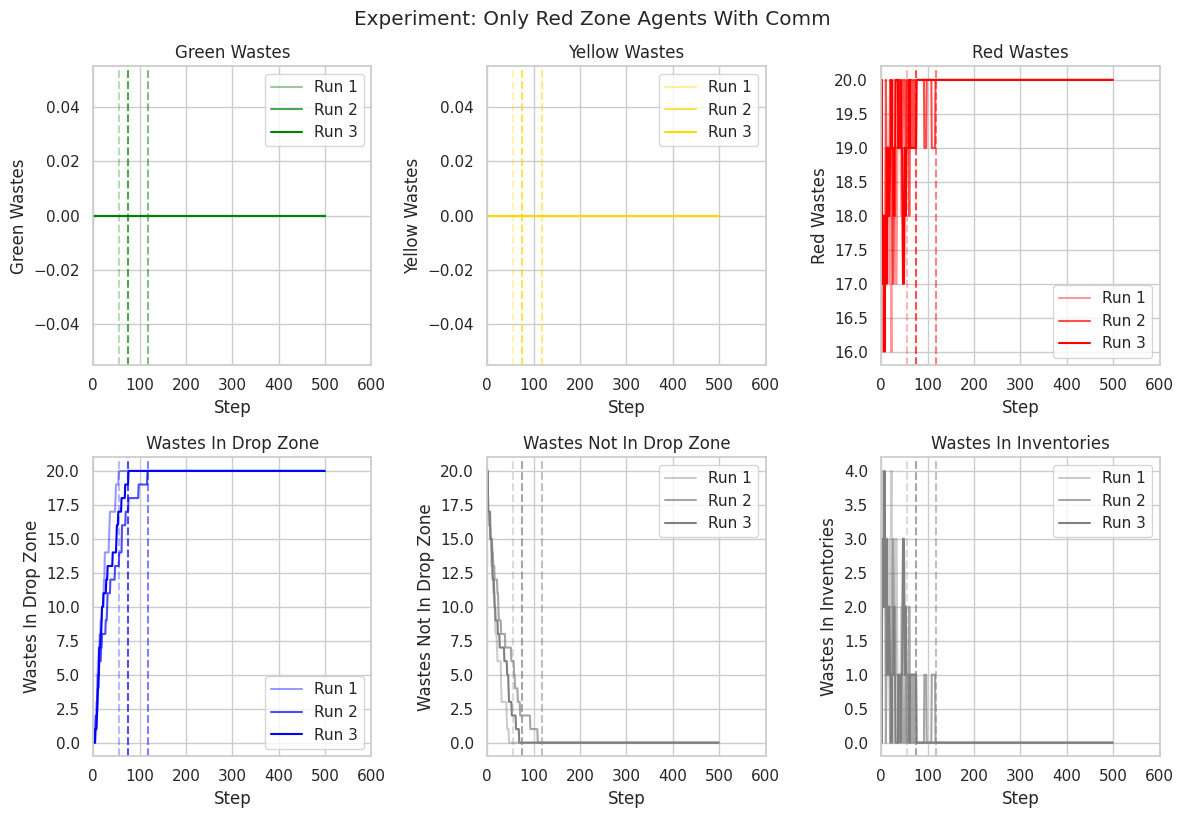 Experiment: Only Red Zone Agents With Comm
Green Wastes
Green Wastes
0.04
0.02
0.00
−0.02
−0.04
0 100 200 300 400 500 600
Step
Run 1
Run 2
Run 3
Yellow Wastes
Yellow Wastes
0.04
0.02
0.00
−0.02
−0.04
0 100 200 300 400 500 600
Step
Run 1
Run 2
Run 3
Red Wastes
Red Wastes
20.0
19.5
19.0
18.5
18.0
17.5
17.0
16.5
16.0
0 100 200 300 400 500 600
Step
Run 1
Run 2
Run 3
Wastes In Drop Zone
Wastes In Drop Zone
20.0
17.5
15.0
12.5
10.0
7.5
5.0
2.5
0.0
0 100 200 300 400 500 600
Step
Run 1
Run 2
Run 3
Wastes Not In Drop Zone
Wastes Not In Drop Zone
20.0
17.5
15.0
12.5
10.0
7.5
5.0
2.5
0.0
0 100 200 300 400 500 600
Step
Run 1
Run 2
Run 3
Wastes In Inventories
Wastes In Inventories
4.0
3.5
3.0
2.5
2.0
1.5
1.0
0.5
0.0
0 100 200 300 400 500 600
Step
Run 1
Run 2
Run 3